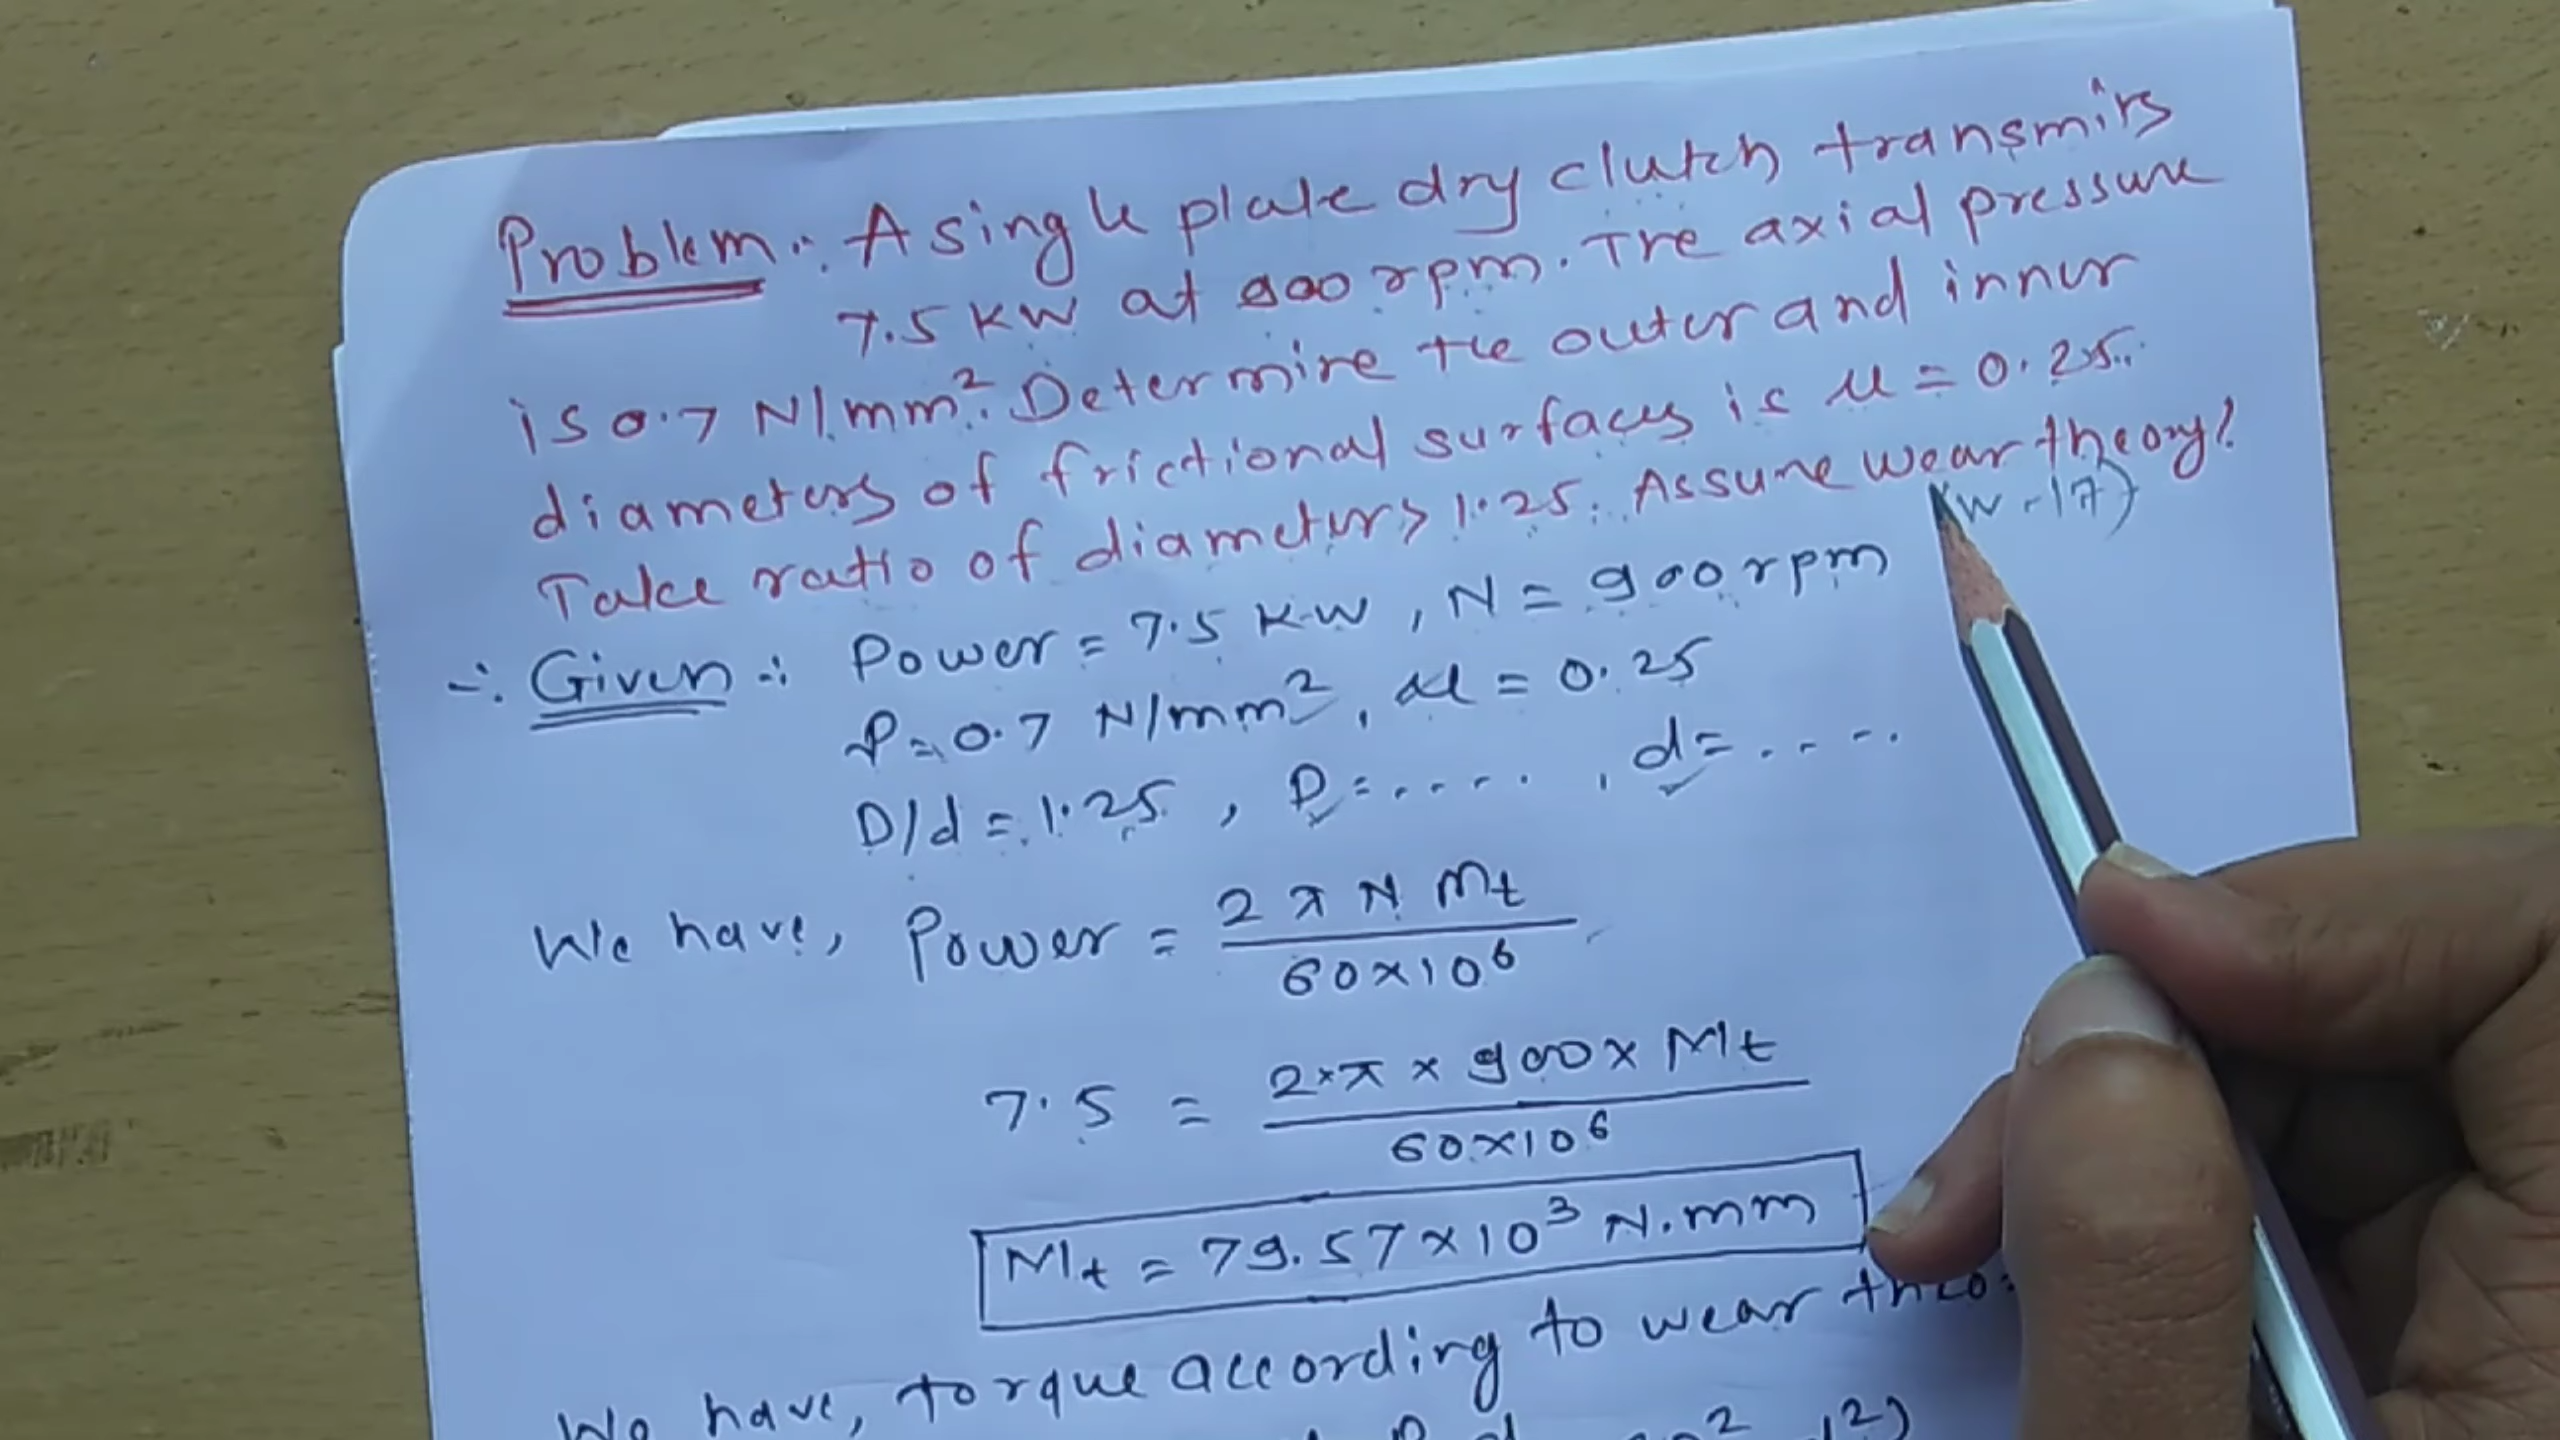 Problem:- A single plate dry clutch transmits
7.5 KW at 900 rpm. The axial pressure
is 0.7 N/mm². Determine the outer and inner
diameters of frictional surfaces is μ = 0.25.
Take ratio of diameters 1.25. Assume wear theory?
(W-17)
∴ Given :- Power = 7.5 KW, N = 900 rpm
P = 0.7 N/mm², μ = 0.25
D/d = 1.25, D = ...., d = ....
We have, Power = 2 π N Mt / 60×10⁶
7.5 = 2×π×900×Mt / 60×10⁶
Mt = 79.57×10³ N.mm
We have, torque according to wear